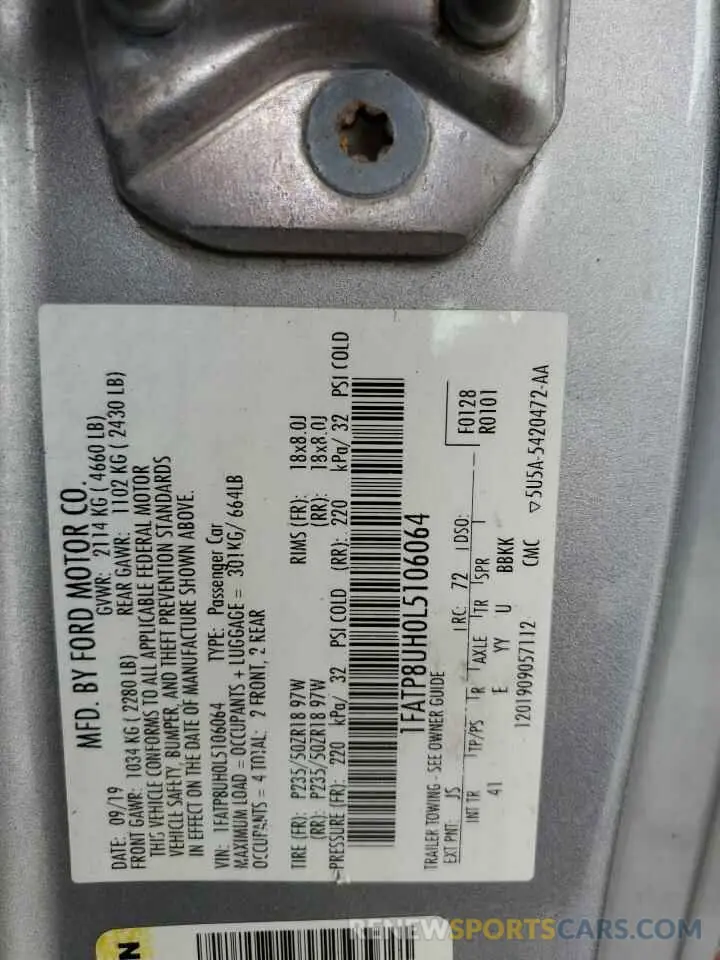 MFD. BY FORD MOTOR CO.
DATE: 09/19 GVWR: 2114 KG ( 4660 LB)
FRONT GAWR: 1034 KG ( 2280 LB) REAR GAWR: 1102 KG ( 2430 LB)
THIS VEHICLE CONFORMS TO ALL APPLICABLE FEDERAL MOTOR
VEHICLE SAFETY, BUMPER, AND THEFT PREVENTION STANDARDS
IN EFFECT ON THE DATE OF MANUFACTURE SHOWN ABOVE.
VIN: 1FATP8UH0L5106064 TYPE: Passenger Car
MAXIMUM LOAD = OCCUPANTS + LUGGAGE = 301KG/ 664LB
OCCUPANTS = 4 TOTAL: 2 FRONT, 2 REAR
TIRE (FR): P235/50ZR18 97W RIMS (FR): 18x8.0J
(RR): P235/50ZR18 97W (RR): 18x8.0J
PRESSURE (FR): 220 kPa/ 32 PSI COLD (RR): 220 kPa/ 32 PSI COLD
1FATP8UH0L5106064
TRAILER TOWING - SEE OWNER GUIDE
EXT PNT: JS RC: 72 DSO: F0128
INT TR TP/PS R AXLE TR SPR R0101
41 E YY U BBKK
1201909057112 CMC ▽5U5A-5420472-AA
N
RENEWSPORTSCARS.COM